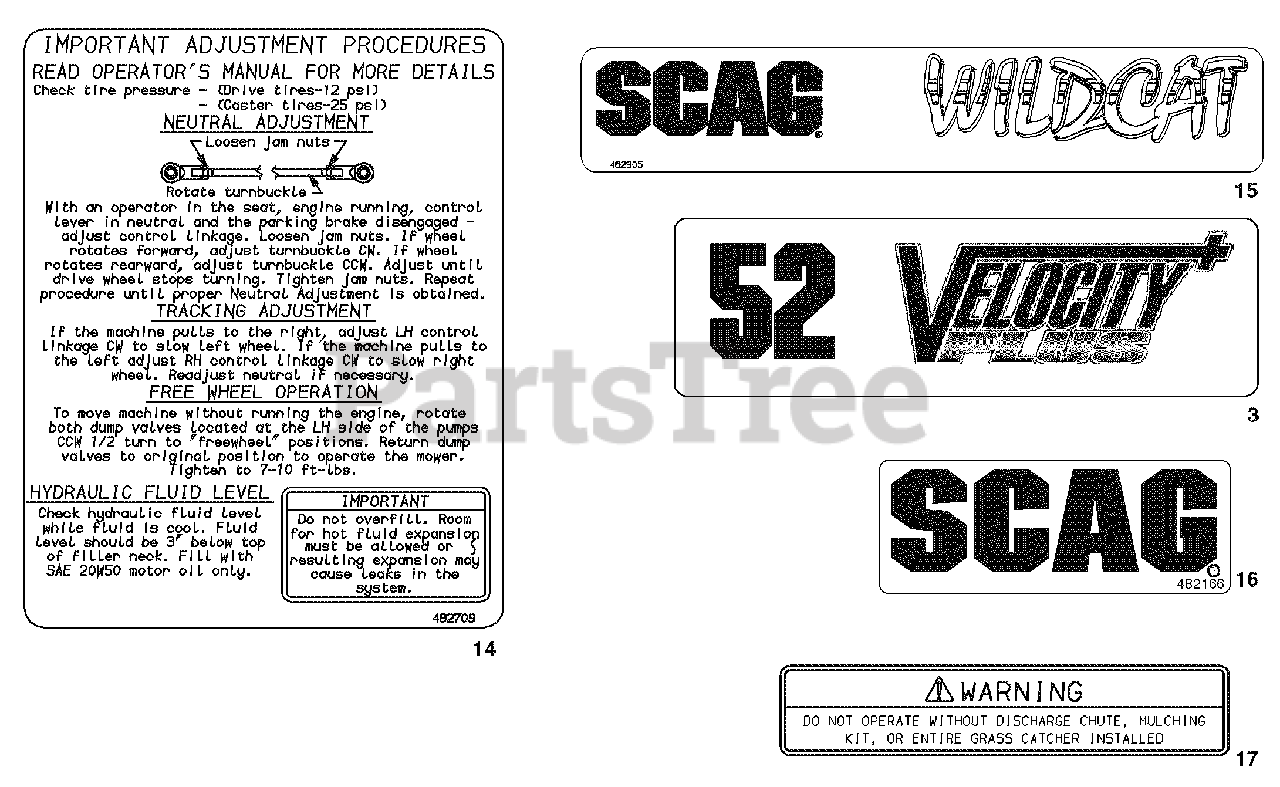 IMPORTANT ADJUSTMENT PROCEDURES
READ OPERATOR'S MANUAL FOR MORE DETAILS
Check tire pressure - (Drive tires-12 psi)
- (Caster tires-25 psi)
NEUTRAL ADJUSTMENT
Loosen jam nuts
Rotate turnbuckle
With an operator in the seat, engine running, control
lever in neutral and the parking brake disengaged -
adjust control linkage. Loosen jam nuts. If wheel
rotates forward, adjust turnbuckle CW. If wheel
rotates rearward, adjust turnbuckle CCW. Adjust until
drive wheel stops turning. Tighten jam nuts. Repeat
procedure until proper Neutral Adjustment is obtained.
TRACKING ADJUSTMENT
If the machine pulls to the right, adjust LH control
linkage CW to slow left wheel. If the machine pulls to
the left adjust RH control linkage CW to slow right
wheel. Readjust neutral if necessary.
FREE WHEEL OPERATION
To move machine without running the engine, rotate
both dump valves located at the LH side of the pumps
CCW 1/2 turn to "freewheel" positions. Return dump
valves to original position to operate the mower.
Tighten to 7-10 ft-lbs.
HYDRAULIC FLUID LEVEL
Check hydraulic fluid level
while fluid is cool. Fluid
level should be 3" below top
of filler neck. Fill with
SAE 20W50 motor oil only.
IMPORTANT
Do not overfill. Room
for hot fluid expansion
must be allowed or
resulting expansion may
cause leaks in the
system.
482709
14
SCAG WILDCAT
482905
15
52 VELOCITY+
PLUS
3
SCAG
482166
16
WARNING
DO NOT OPERATE WITHOUT DISCHARGE CHUTE, MULCHING
KIT, OR ENTIRE GRASS CATCHER INSTALLED
17
PartsTree